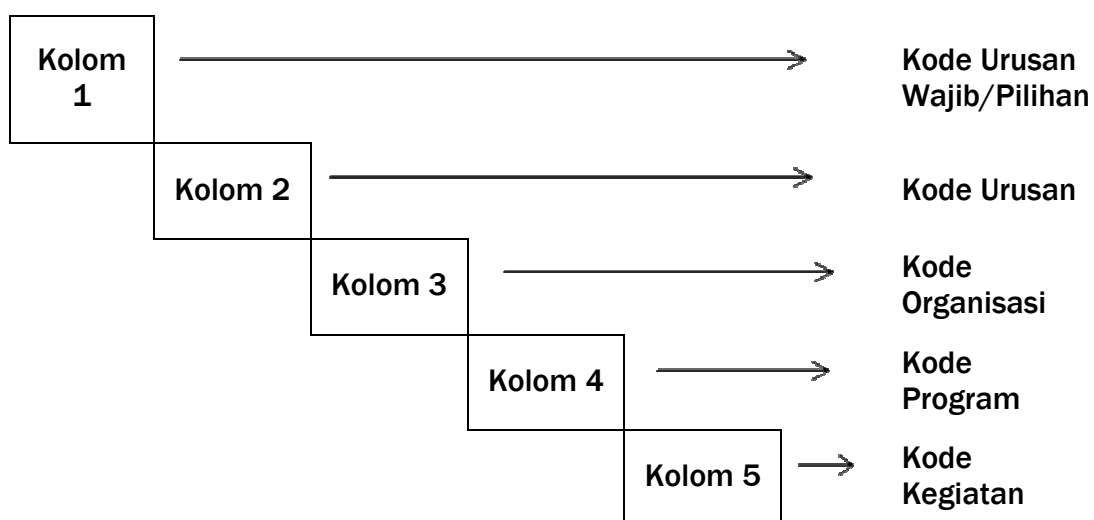 Kolom
1
Kode Urusan
Wajib/Pilihan
Kolom 2
Kode Urusan
Kolom 3
Kode
Organisasi
Kolom 4
Kode
Program
Kolom 5
Kode
Kegiatan